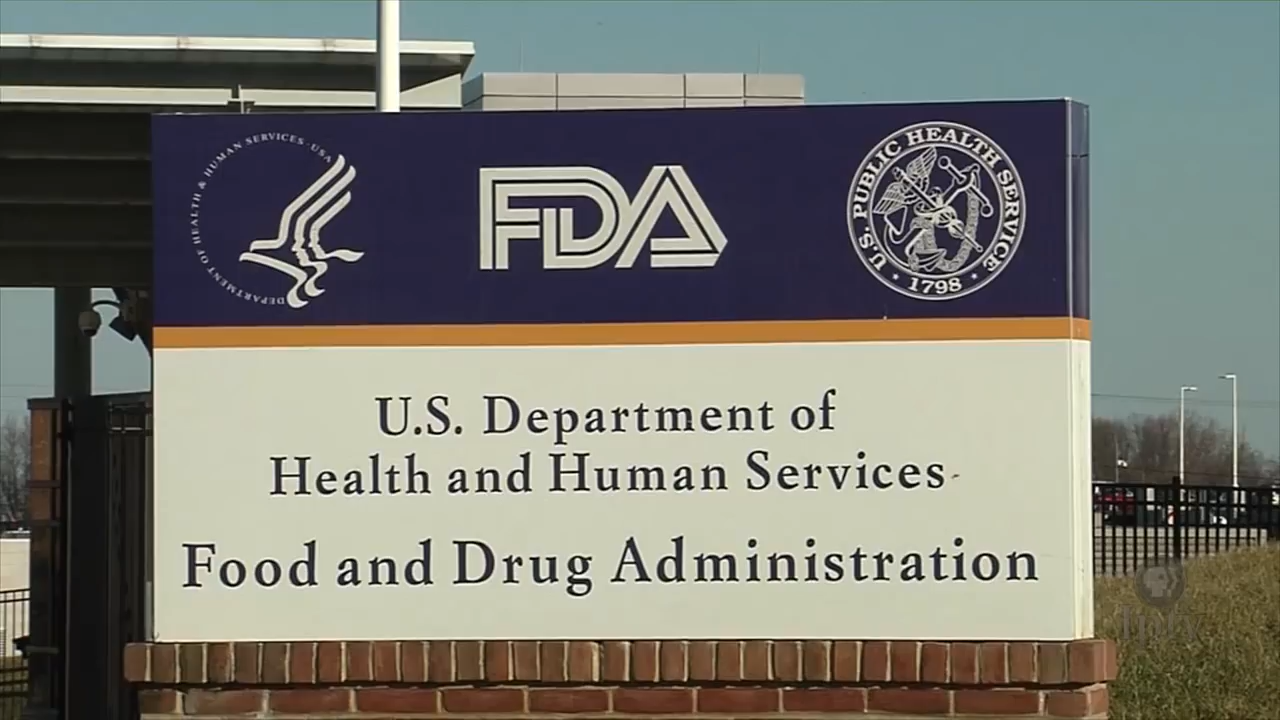 DEPARTMENT OF HEALTH & HUMAN SERVICES · USA
FDA
U.S. PUBLIC HEALTH SERVICE
1798
U.S. Department of
Health and Human Services
Food and Drug Administration
iptv